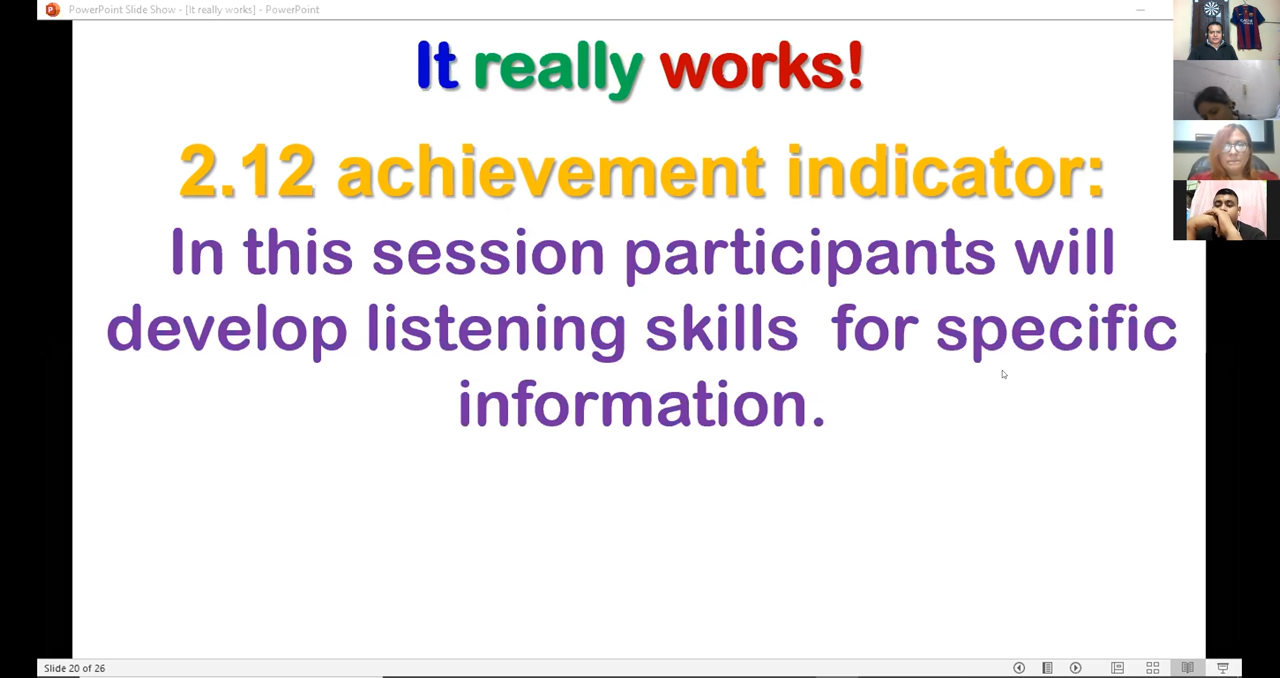 PowerPoint Slide Show - [It really works] - PowerPoint
It really works!
2.12 achievement indicator:
In this session participants will
develop listening skills for specific
information.
Slide 20 of 26